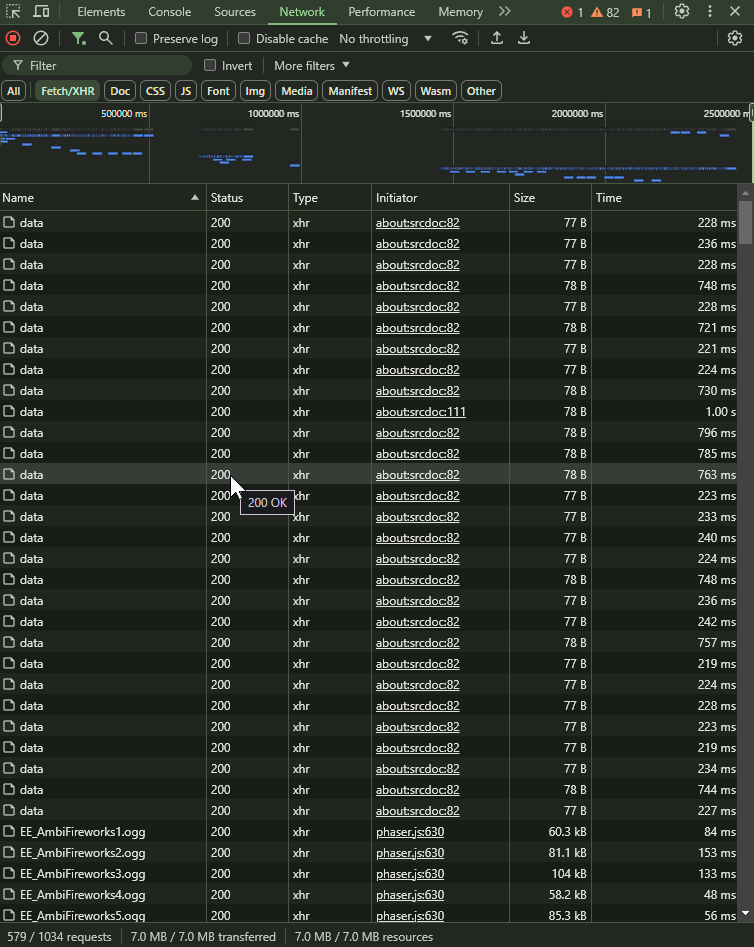 Elements Console Sources Network Performance Memory 1 82 1
Preserve log Disable cache No throttling
Filter Invert More filters
All Fetch/XHR Doc CSS JS Font Img Media Manifest WS Wasm Other
500000 ms 1000000 ms 1500000 ms 2000000 ms 2500000 m
Name Status Type Initiator Size Time
data 200 xhr about:srcdoc:82 77 B 228 ms
data 200 xhr about:srcdoc:82 77 B 236 ms
data 200 xhr about:srcdoc:82 77 B 228 ms
data 200 xhr about:srcdoc:82 78 B 748 ms
data 200 xhr about:srcdoc:82 77 B 228 ms
data 200 xhr about:srcdoc:82 78 B 721 ms
data 200 xhr about:srcdoc:82 77 B 221 ms
data 200 xhr about:srcdoc:82 77 B 224 ms
data 200 xhr about:srcdoc:82 78 B 730 ms
data 200 xhr about:srcdoc:111 78 B 1.00 s
data 200 xhr about:srcdoc:82 78 B 796 ms
data 200 xhr about:srcdoc:82 78 B 785 ms
data 200 xhr about:srcdoc:82 78 B 763 ms
data 200 xhr about:srcdoc:82 77 B 223 ms
200 OK
data 200 xhr about:srcdoc:82 77 B 233 ms
data 200 xhr about:srcdoc:82 77 B 240 ms
data 200 xhr about:srcdoc:82 77 B 224 ms
data 200 xhr about:srcdoc:82 78 B 748 ms
data 200 xhr about:srcdoc:82 77 B 236 ms
data 200 xhr about:srcdoc:82 77 B 242 ms
data 200 xhr about:srcdoc:82 78 B 757 ms
data 200 xhr about:srcdoc:82 77 B 219 ms
data 200 xhr about:srcdoc:82 77 B 224 ms
data 200 xhr about:srcdoc:82 77 B 228 ms
data 200 xhr about:srcdoc:82 77 B 223 ms
data 200 xhr about:srcdoc:82 77 B 219 ms
data 200 xhr about:srcdoc:82 77 B 234 ms
data 200 xhr about:srcdoc:82 78 B 744 ms
data 200 xhr about:srcdoc:82 77 B 227 ms
EE_AmbiFireworks1.ogg 200 xhr phaser.js:630 60.3 kB 84 ms
EE_AmbiFireworks2.ogg 200 xhr phaser.js:630 81.1 kB 153 ms
EE_AmbiFireworks3.ogg 200 xhr phaser.js:630 104 kB 133 ms
EE_AmbiFireworks4.ogg 200 xhr phaser.js:630 58.2 kB 48 ms
EE_AmbiFireworks5.ogg 200 xhr phaser.js:630 85.3 kB 56 ms
579 / 1034 requests 7.0 MB / 7.0 MB transferred 7.0 MB / 7.0 MB resources